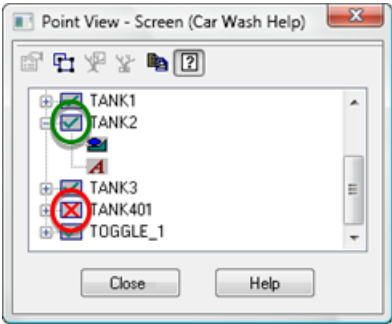 Point View - Screen (Car Wash Help)
TANK1
TANK2
A
TANK3
TANK401
TOGGLE_1
Close
Help